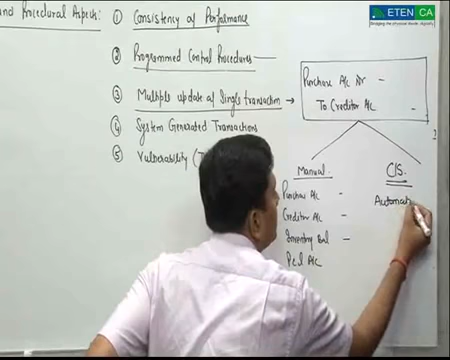 and Procedural Aspects:
① Consistency of Performance
② Programmed Control Procedures —
③ Multiple update of Single transaction →
④ System Generated Transactions
⑤ Vulnerability (
Purchase A/c Dr -
To Creditor A/c -
Manual.
Purchase A/c -
Creditor A/c -
Inventory Bal -
P&L A/c
CIS.
Automat
ETEN CA